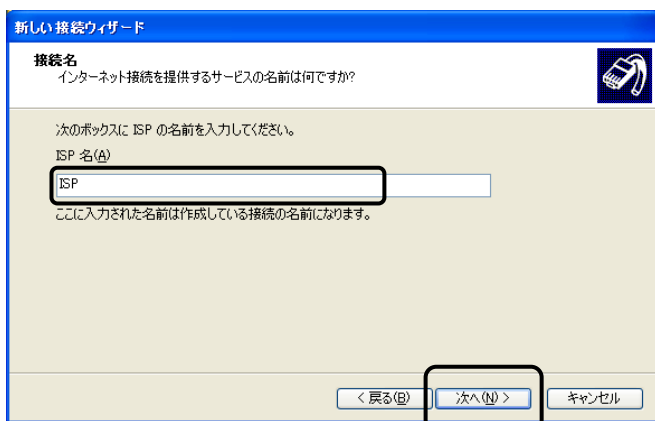 新しい接続ウィザード
接続名
インターネット接続を提供するサービスの名前は何ですか?
次のボックスに ISP の名前を入力してください。
ISP 名(A)
ISP
ここに入力された名前は作成している接続の名前になります。
< 戻る(B) 次へ(N) > キャンセル